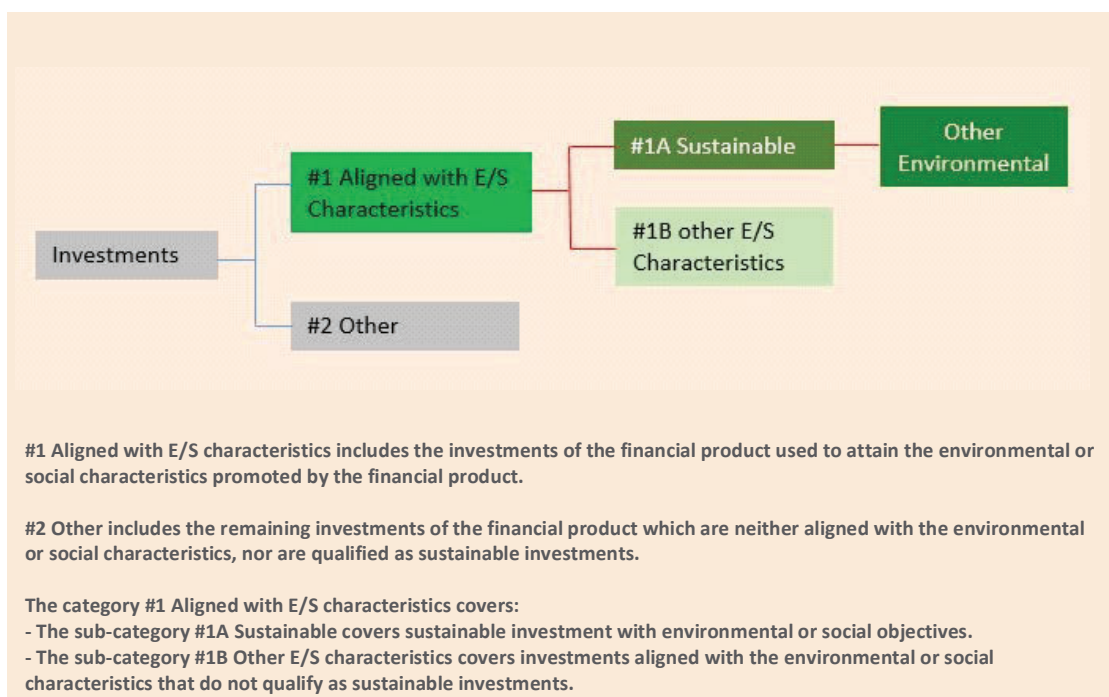 Investments
#1 Aligned with E/S
Characteristics
#2 Other
#1A Sustainable
#1B other E/S
Characteristics
Other
Environmental
#1 Aligned with E/S characteristics includes the investments of the financial product used to attain the environmental or
social characteristics promoted by the financial product.
#2 Other includes the remaining investments of the financial product which are neither aligned with the environmental
or social characteristics, nor are qualified as sustainable investments.
The category #1 Aligned with E/S characteristics covers:
- The sub-category #1A Sustainable covers sustainable investment with environmental or social objectives.
- The sub-category #1B Other E/S characteristics covers investments aligned with the environmental or social
characteristics that do not qualify as sustainable investments.